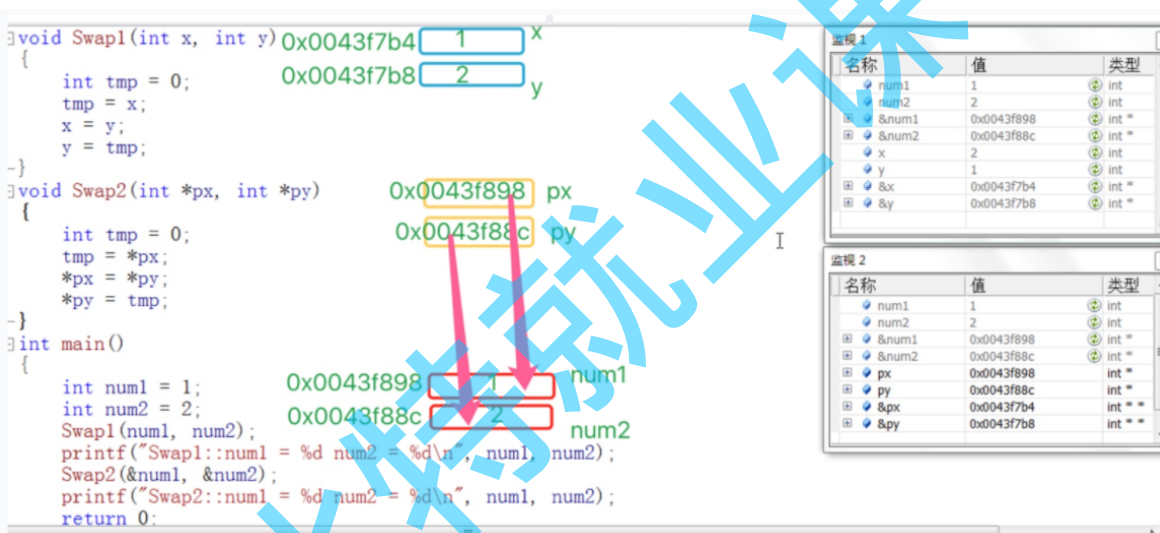 void Swap1(int x, int y)
{
int tmp = 0;
tmp = x;
x = y;
y = tmp;
}
void Swap2(int *px, int *py)
{
int tmp = 0;
tmp = *px;
*px = *py;
*py = tmp;
}
int main()
{
int num1 = 1;
int num2 = 2;
Swap1(num1, num2);
printf("Swap1::num1 = %d num2 = %d\n", num1, num2);
Swap2(&num1, &num2);
printf("Swap2::num1 = %d num2 = %d\n", num1, num2);
return 0;
0x0043f7b4 1 x
0x0043f7b8 2 y
0x0043f898 px
0x0043f88c py
0x0043f898 1 num1
0x0043f88c 2 num2
监视 1
名称 值 类型
num1 1 int
num2 2 int
&num1 0x0043f898 int *
&num2 0x0043f88c int *
x 2 int
y 1 int
&x 0x0043f7b4 int *
&y 0x0043f7b8 int *
监视 2
名称 值 类型
num1 1 int
num2 2 int
&num1 0x0043f898 int *
&num2 0x0043f88c int *
px 0x0043f898 int *
py 0x0043f88c int *
&px 0x0043f7b4 int * *
&py 0x0043f7b8 int * *
特就业课